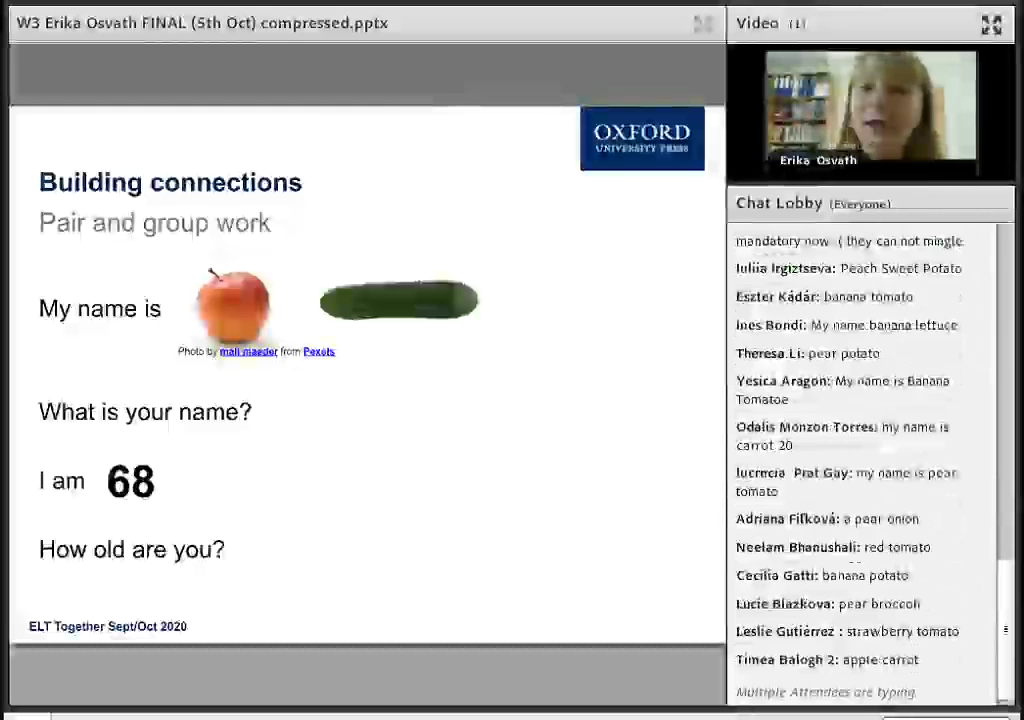 W3 Erika Osvath FINAL (5th Oct) compressed.pptx
OXFORD
UNIVERSITY PRESS
Building connections
Pair and group work
My name is
Photo by mali maeder from Pexels
What is your name?
I am 68
How old are you?
ELT Together Sept/Oct 2020
Video (1)
Erika Osvath
Chat Lobby (Everyone)
mandatory now ( they can not mingle
Iuliia Irgiztseva: Peach Sweet Potato
Eszter Kádár: banana tomato
Ines Bondi: My name banana lettuce
Theresa Li: pear potato
Yesica Aragon: My name is Banana
Tomatoe
Odalis Monzon Torres: my name is
carrot 20
lucrecia Prat Gay: my name is pear
tomato
Adriana Fiľková: a pear onion
Neelam Bhanushali: red tomato
Cecilia Gatti: banana potato
Lucie Blazkova: pear broccoli
Leslie Gutiérrez : strawberry tomato
Timea Balogh 2: apple carrot
Multiple Attendees are typing